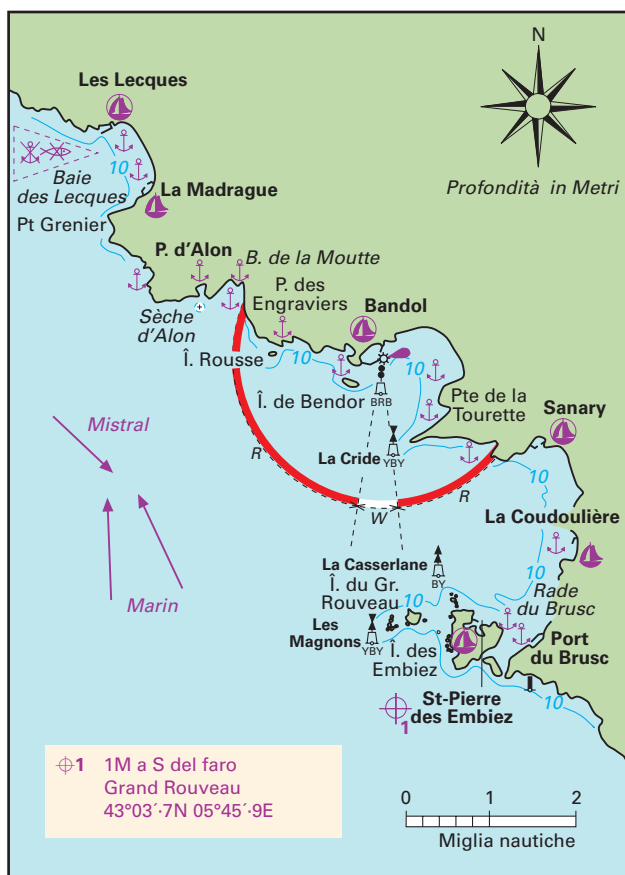 N
Les Lecques
10
Baie
des Lecques
Profondità in Metri
La Madrague
Pt Grenier
P. d'Alon
B. de la Moutte
P. des
Engraviers
Bandol
Sèche
d'Alon
Î. Rousse
10
10
BRB
Î. de Bendor
Pte de la
Tourette
Sanary
Mistral
La Cride
YBY
R
W
R
La Coudoulière
La Casserlane
BY
10
Marin
Î. du Gr.
Rouveau
10
Rade
du Brusc
Les
Magnons
YBY
Î. des
Embiez
Port
du Brusc
St-Pierre
des Embiez
10
1
1 1M a S del faro
Grand Rouveau
43°03´·7N 05°45´·9E
0 1 2
Miglia nautiche